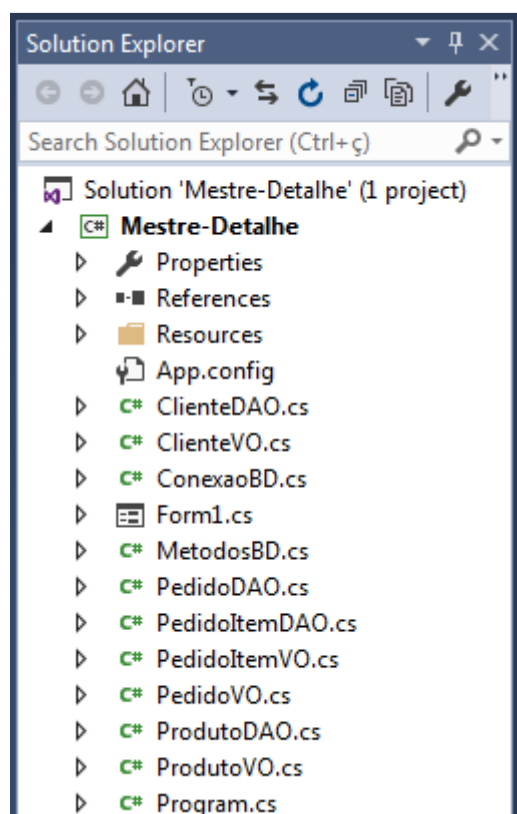 Solution Explorer
Search Solution Explorer (Ctrl+ç)
Solution 'Mestre-Detalhe' (1 project)
C# Mestre-Detalhe
Properties
References
Resources
App.config
C# ClienteDAO.cs
C# ClienteVO.cs
C# ConexaoBD.cs
Form1.cs
C# MetodosBD.cs
C# PedidoDAO.cs
C# PedidoItemDAO.cs
C# PedidoItemVO.cs
C# PedidoVO.cs
C# ProdutoDAO.cs
C# ProdutoVO.cs
C# Program.cs